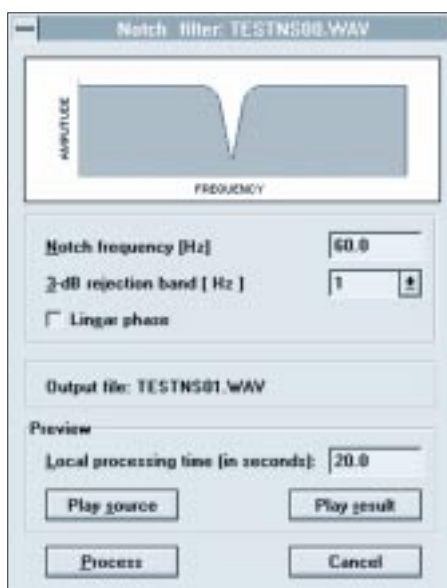 Notch filter: TESTNS00.WAV
AMPLITUDE
FREQUENCY
Notch frequency [Hz] 60.0
3-dB rejection band [ Hz ] 1
Linear phase
Output file: TESTNS01.WAV
Preview
Local processing time (in seconds): 20.0
Play source Play result
Process Cancel